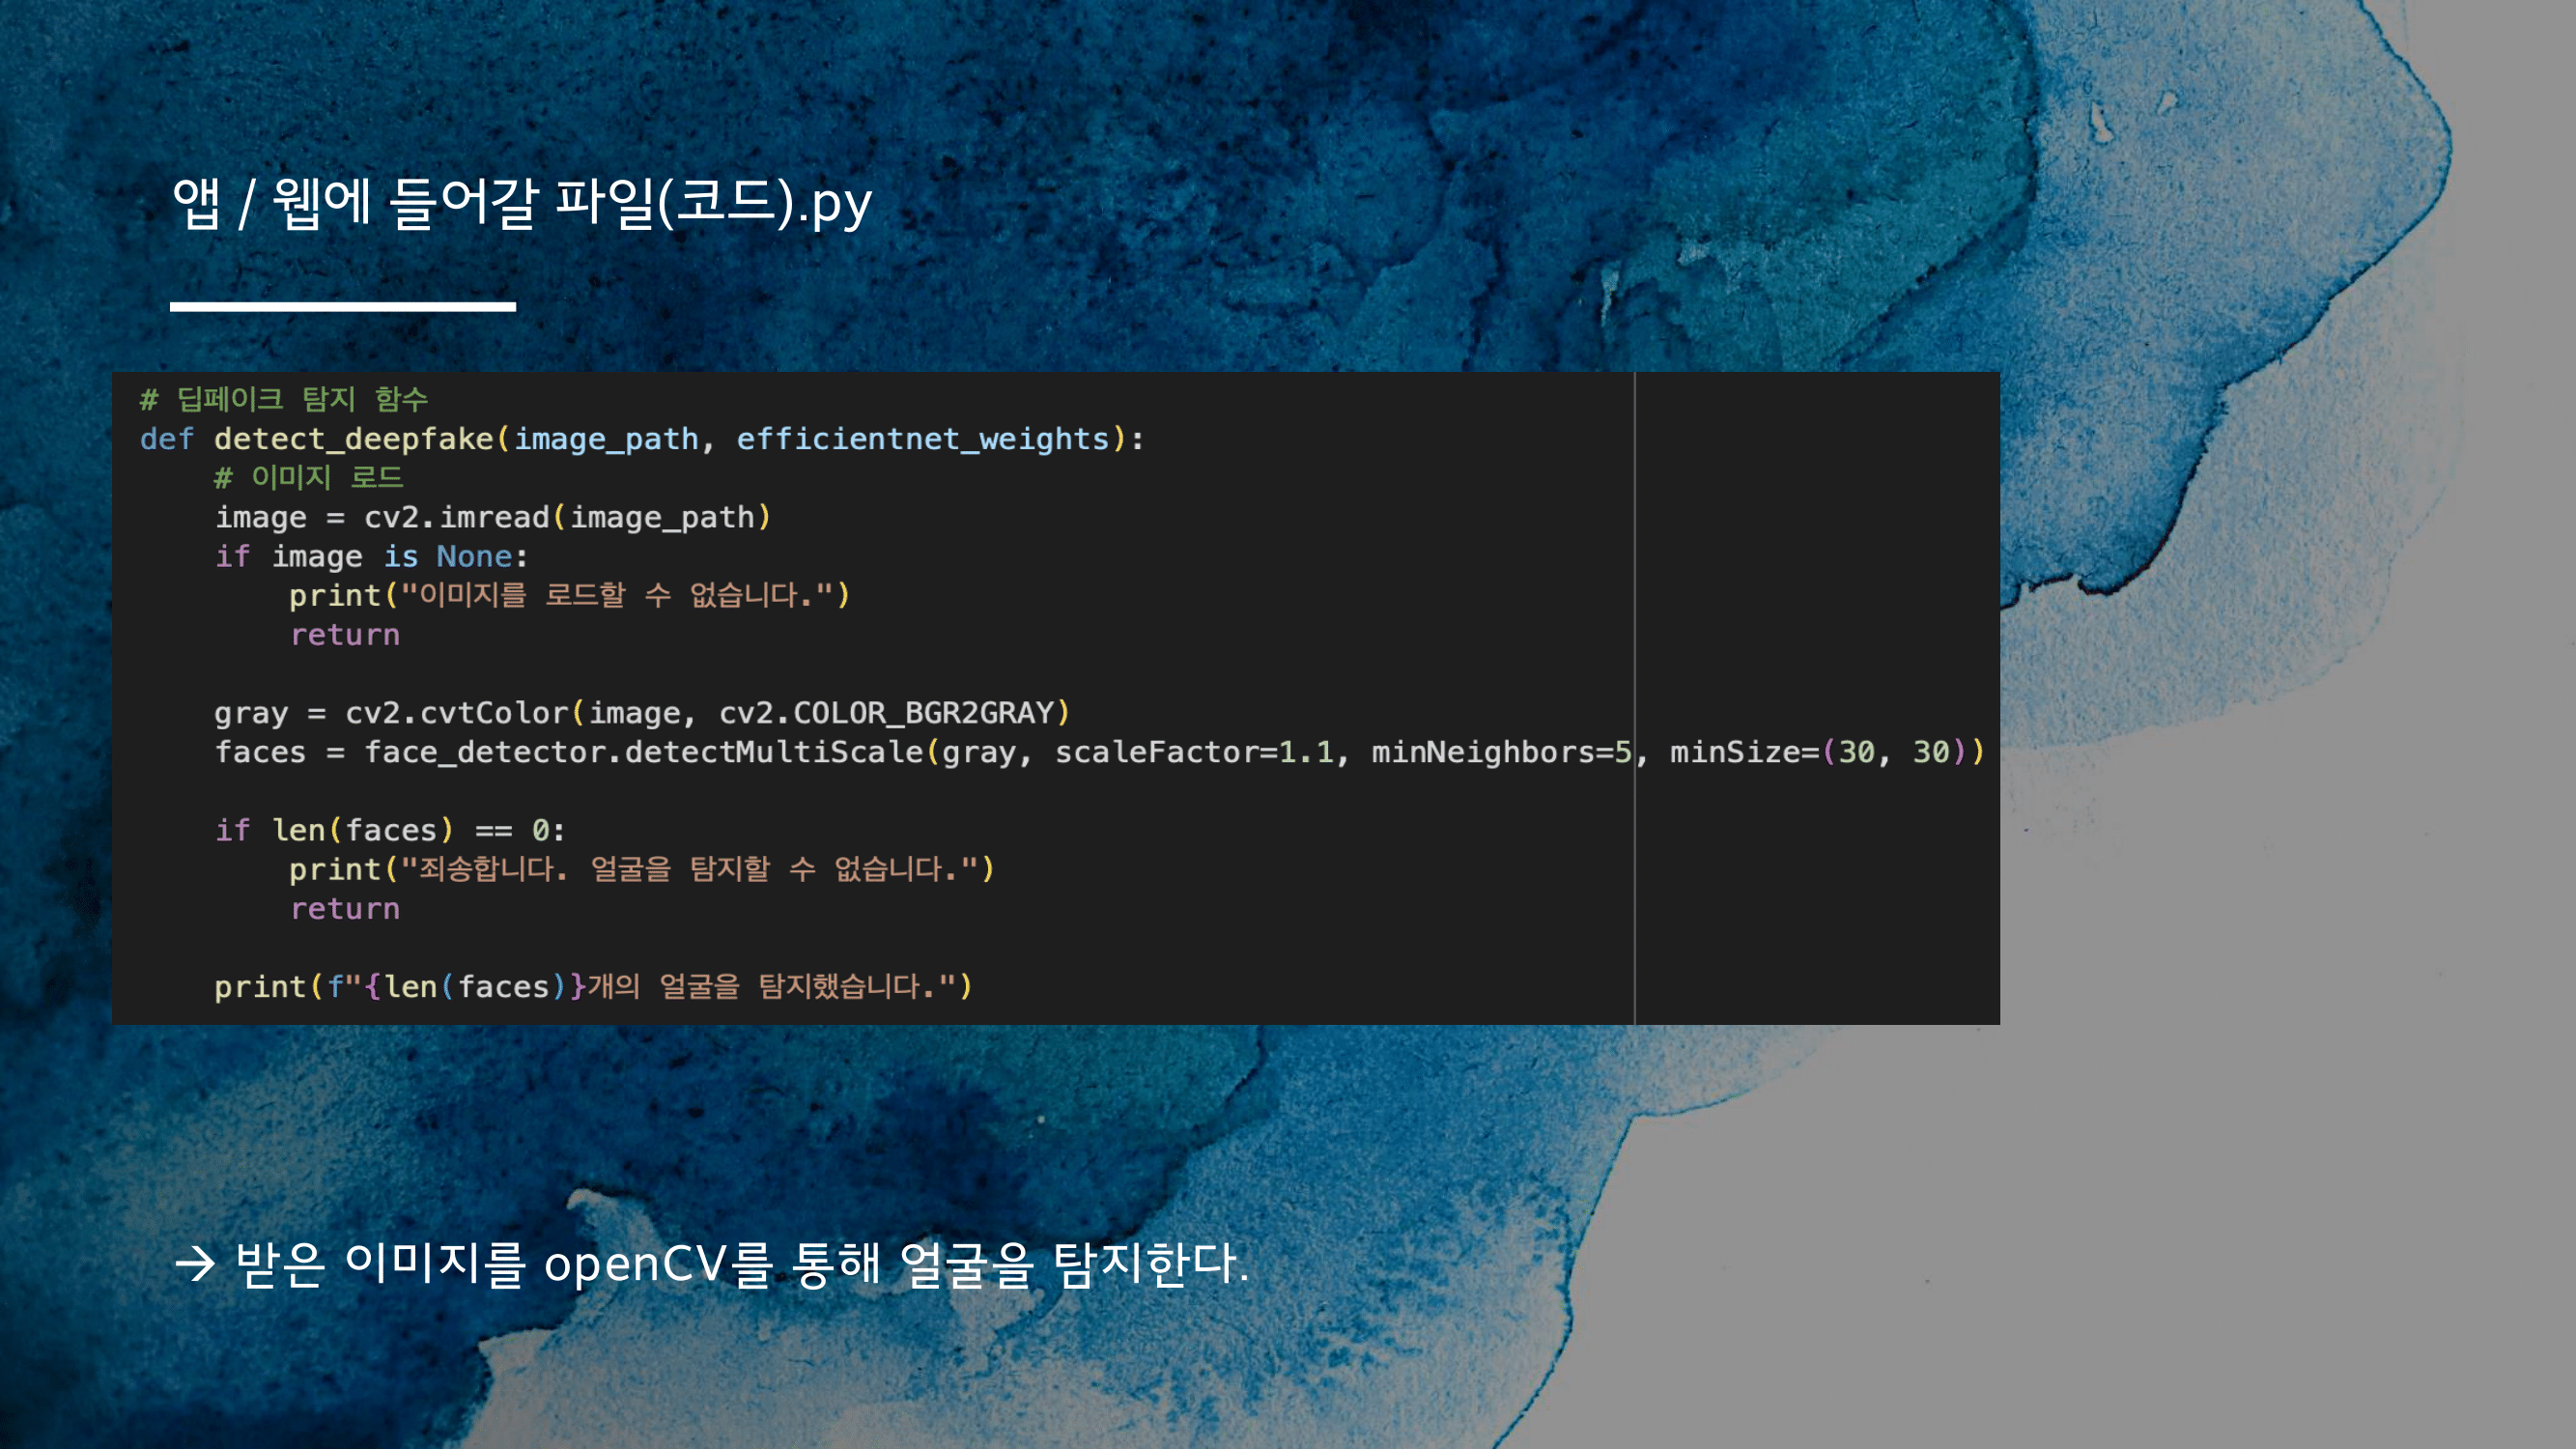 앱 / 웹에 들어갈 파일(코드).py
# 딥페이크 탐지 함수
def detect_deepfake(image_path, efficientnet_weights):
    # 이미지 로드
    image = cv2.imread(image_path)
    if image is None:
        print("이미지를 로드할 수 없습니다.")
        return
    gray = cv2.cvtColor(image, cv2.COLOR_BGR2GRAY)
    faces = face_detector.detectMultiScale(gray, scaleFactor=1.1, minNeighbors=5, minSize=(30, 30))
    if len(faces) == 0:
        print("죄송합니다. 얼굴을 탐지할 수 없습니다.")
        return
    print(f"{len(faces)}개의 얼굴을 탐지했습니다.")
→ 받은 이미지를 openCV를 통해 얼굴을 탐지한다.